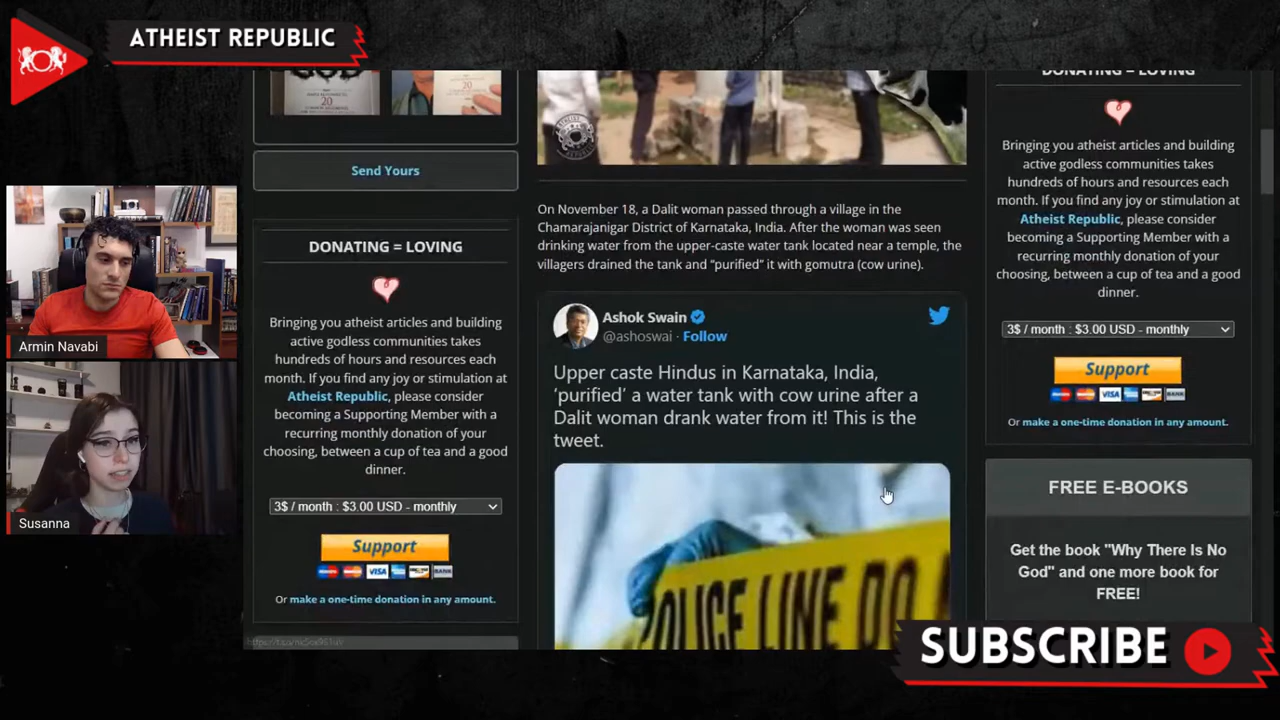 ATHEIST REPUBLIC
20
20
Send Yours
DONATING = LOVING
Bringing you atheist articles and building
active godless communities takes
hundreds of hours and resources each
month. If you find any joy or stimulation at
Atheist Republic, please consider
becoming a Supporting Member with a
recurring monthly donation of your
choosing, between a cup of tea and a good
dinner.
3$ / month : $3.00 USD - monthly
Support
VISA
BANK
Or make a one-time donation in any amount.
On November 18, a Dalit woman passed through a village in the
Chamarajanigar District of Karnataka, India. After the woman was seen
drinking water from the upper-caste water tank located near a temple, the
villagers drained the tank and “purified” it with gomutra (cow urine).
Ashok Swain
@ashoswai · Follow
Upper caste Hindus in Karnataka, India,
‘purified’ a water tank with cow urine after a
Dalit woman drank water from it! This is the
tweet.
POLICE LINE DO
DONATING = LOVING
Bringing you atheist articles and building
active godless communities takes
hundreds of hours and resources each
month. If you find any joy or stimulation at
Atheist Republic, please consider
becoming a Supporting Member with a
recurring monthly donation of your
choosing, between a cup of tea and a good
dinner.
3$ / month : $3.00 USD - monthly
Support
VISA
BANK
Or make a one-time donation in any amount.
FREE E-BOOKS
Get the book "Why There Is No
God" and one more book for
FREE!
Armin Navabi
Susanna
SUBSCRIBE